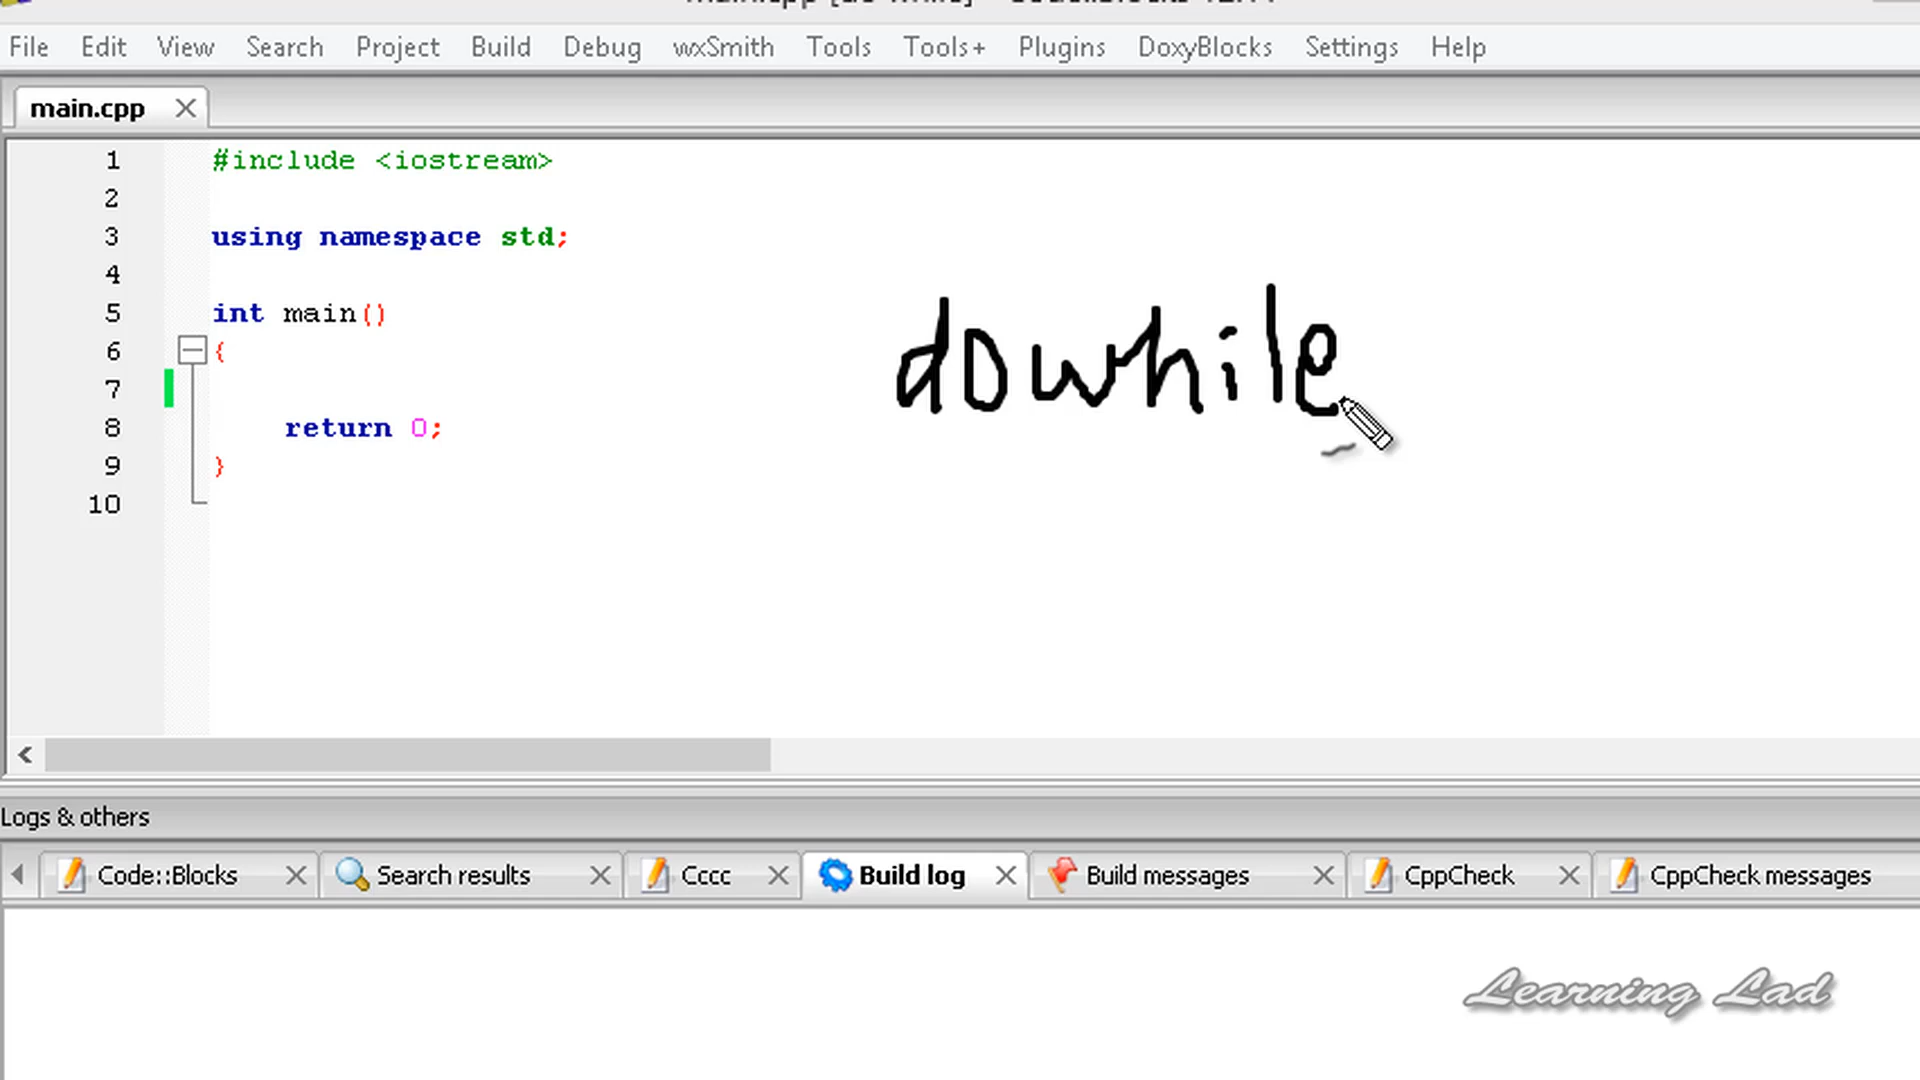 File Edit View Search Project Build Debug wxSmith Tools Tools+ Plugins DoxyBlocks Settings Help
main.cpp
1 #include <iostream>
2
3 using namespace std;
4
5 int main()
6 {
7
8 return 0;
9 }
10
dowhile
Logs & others
Code::Blocks Search results Cccc Build log Build messages CppCheck CppCheck messages
Learning Lad